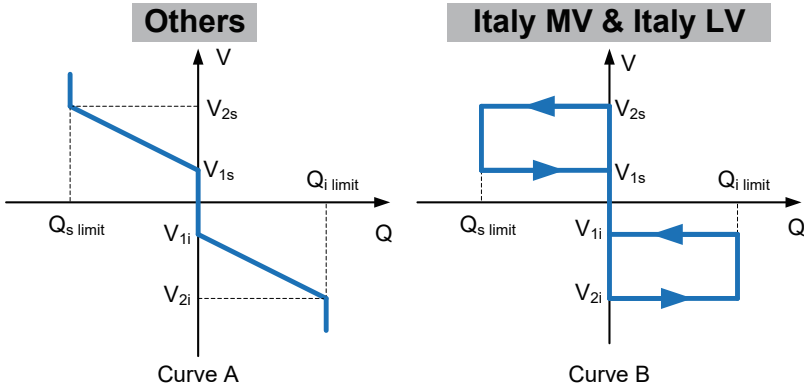 Others
V
V2s
V1s
Qi limit
Qs limit
V1i
Q
V2i
Curve A
Italy MV & Italy LV
V
V2s
V1s
Qi limit
Qs limit
V1i
Q
V2i
Curve B